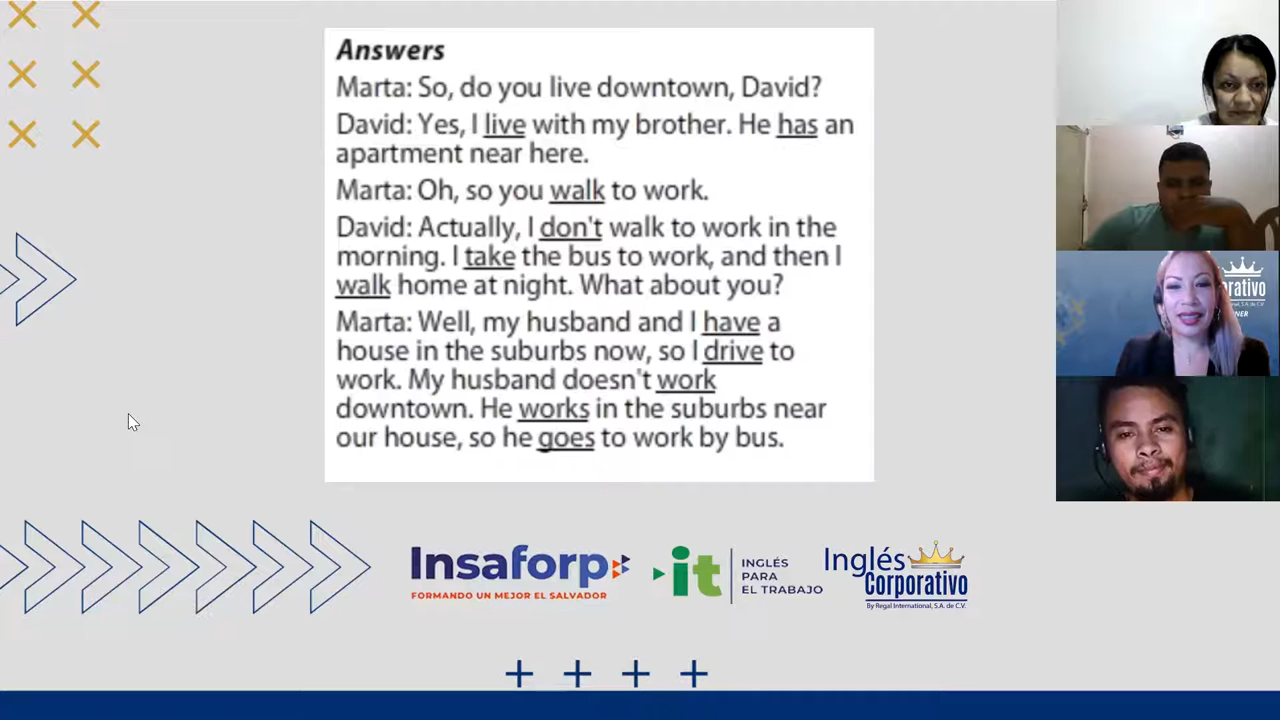 Answers
Marta: So, do you live downtown, David?
David: Yes, I live with my brother. He has an
apartment near here.
Marta: Oh, so you walk to work.
David: Actually, I don't walk to work in the
morning. I take the bus to work, and then I
walk home at night. What about you?
Marta: Well, my husband and I have a
house in the suburbs now, so I drive to
work. My husband doesn't work
downtown. He works in the suburbs near
our house, so he goes to work by bus.
orativo
Insaforp
FORMANDO UN MEJOR EL SALVADOR
it
INGLÉS
PARA
EL TRABAJO
Inglés
Corporativo
By Regal International, S.A. de C.V.